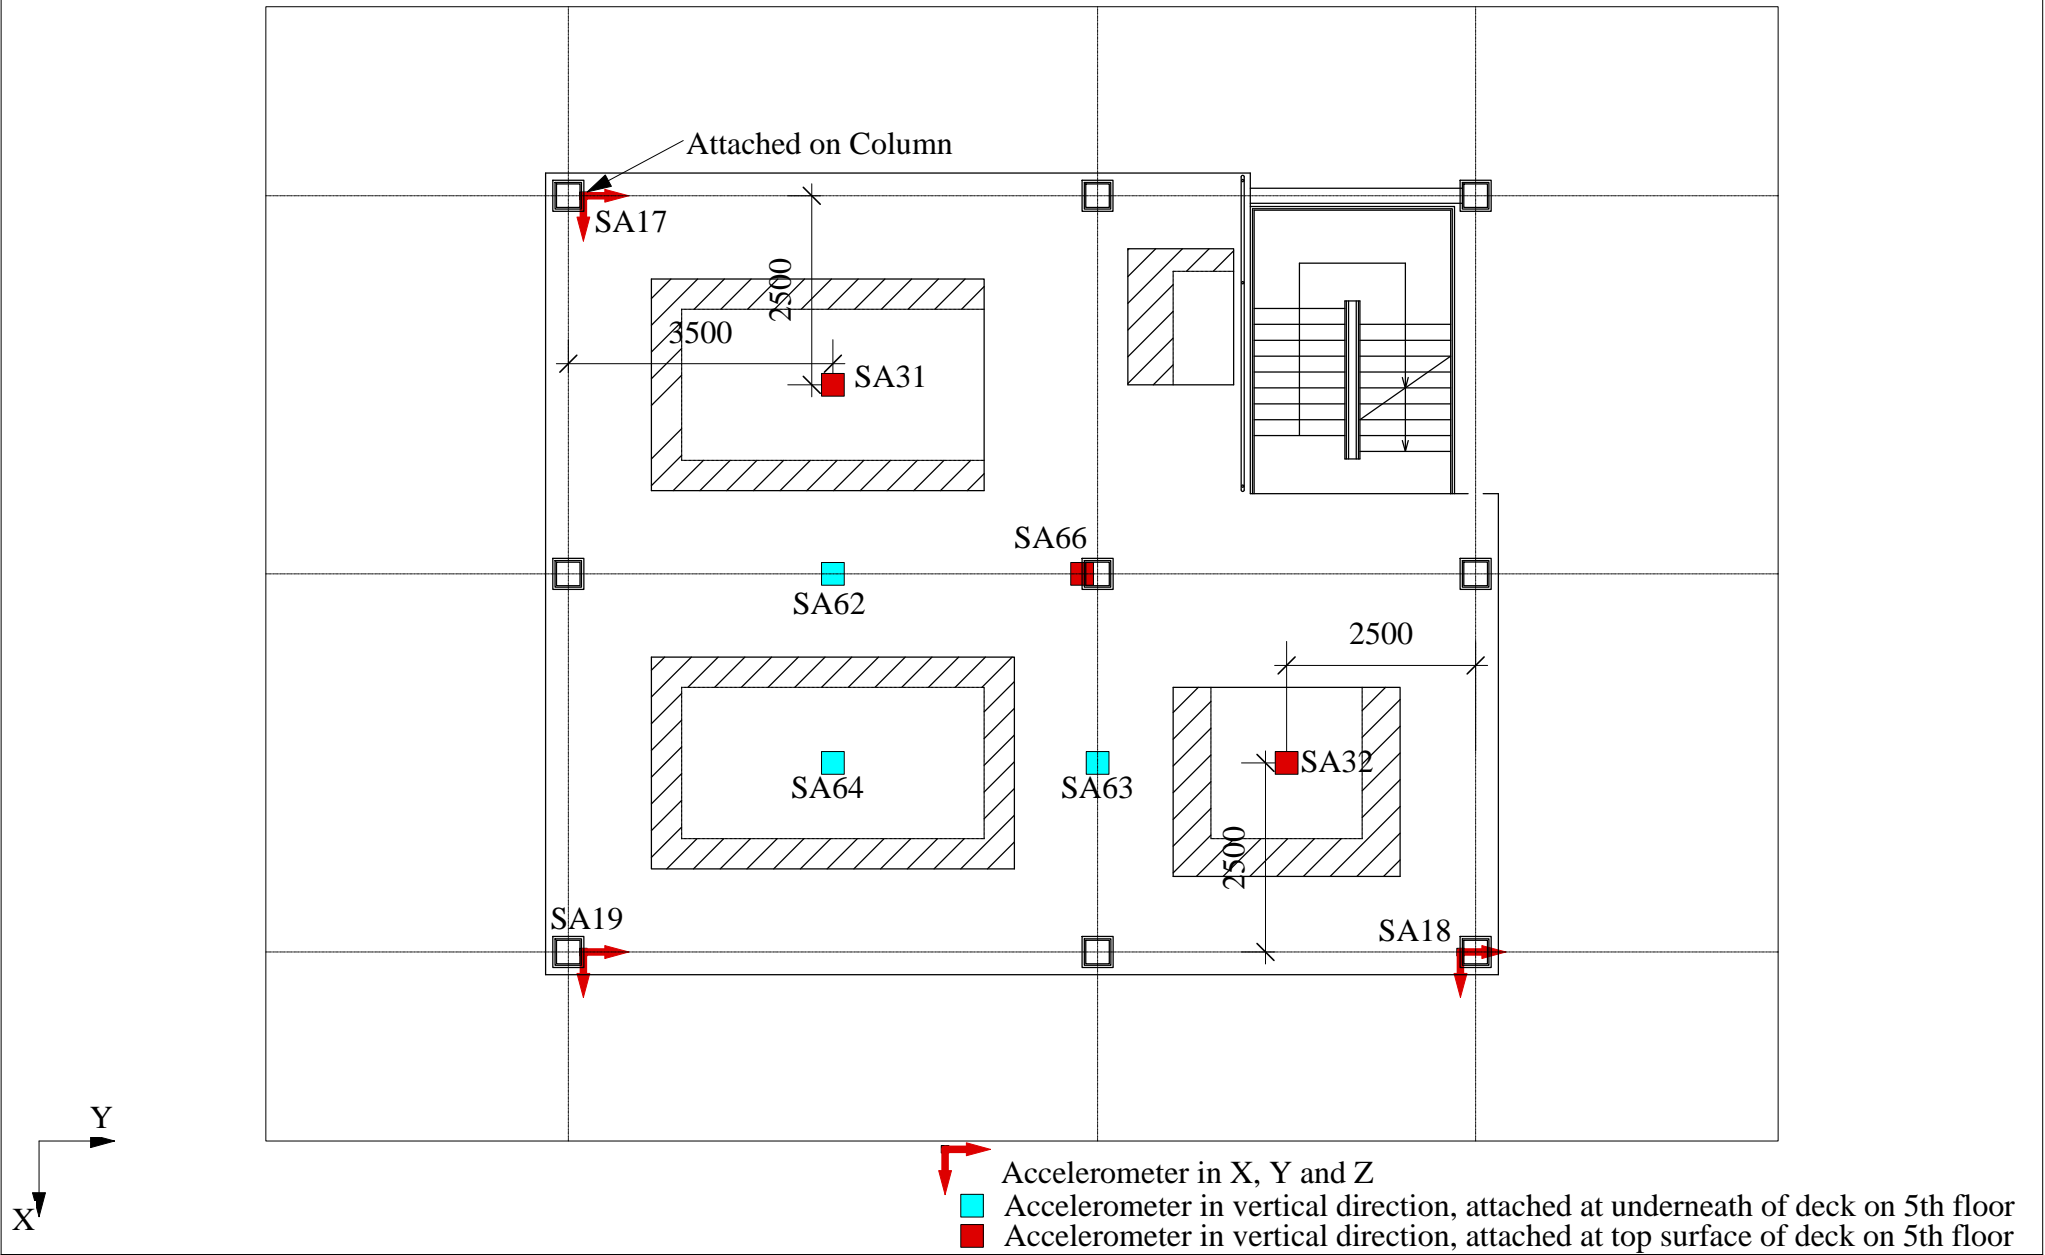 Attached on Column
SA17
2500
3500
SA31
SA66
SA62
2500
SA32
SA64
SA63
2500
SA19
SA18
Y
X
Accelerometer in X, Y and Z
Accelerometer in vertical direction, attached at underneath of deck on 5th floor
Accelerometer in vertical direction, attached at top surface of deck on 5th floor